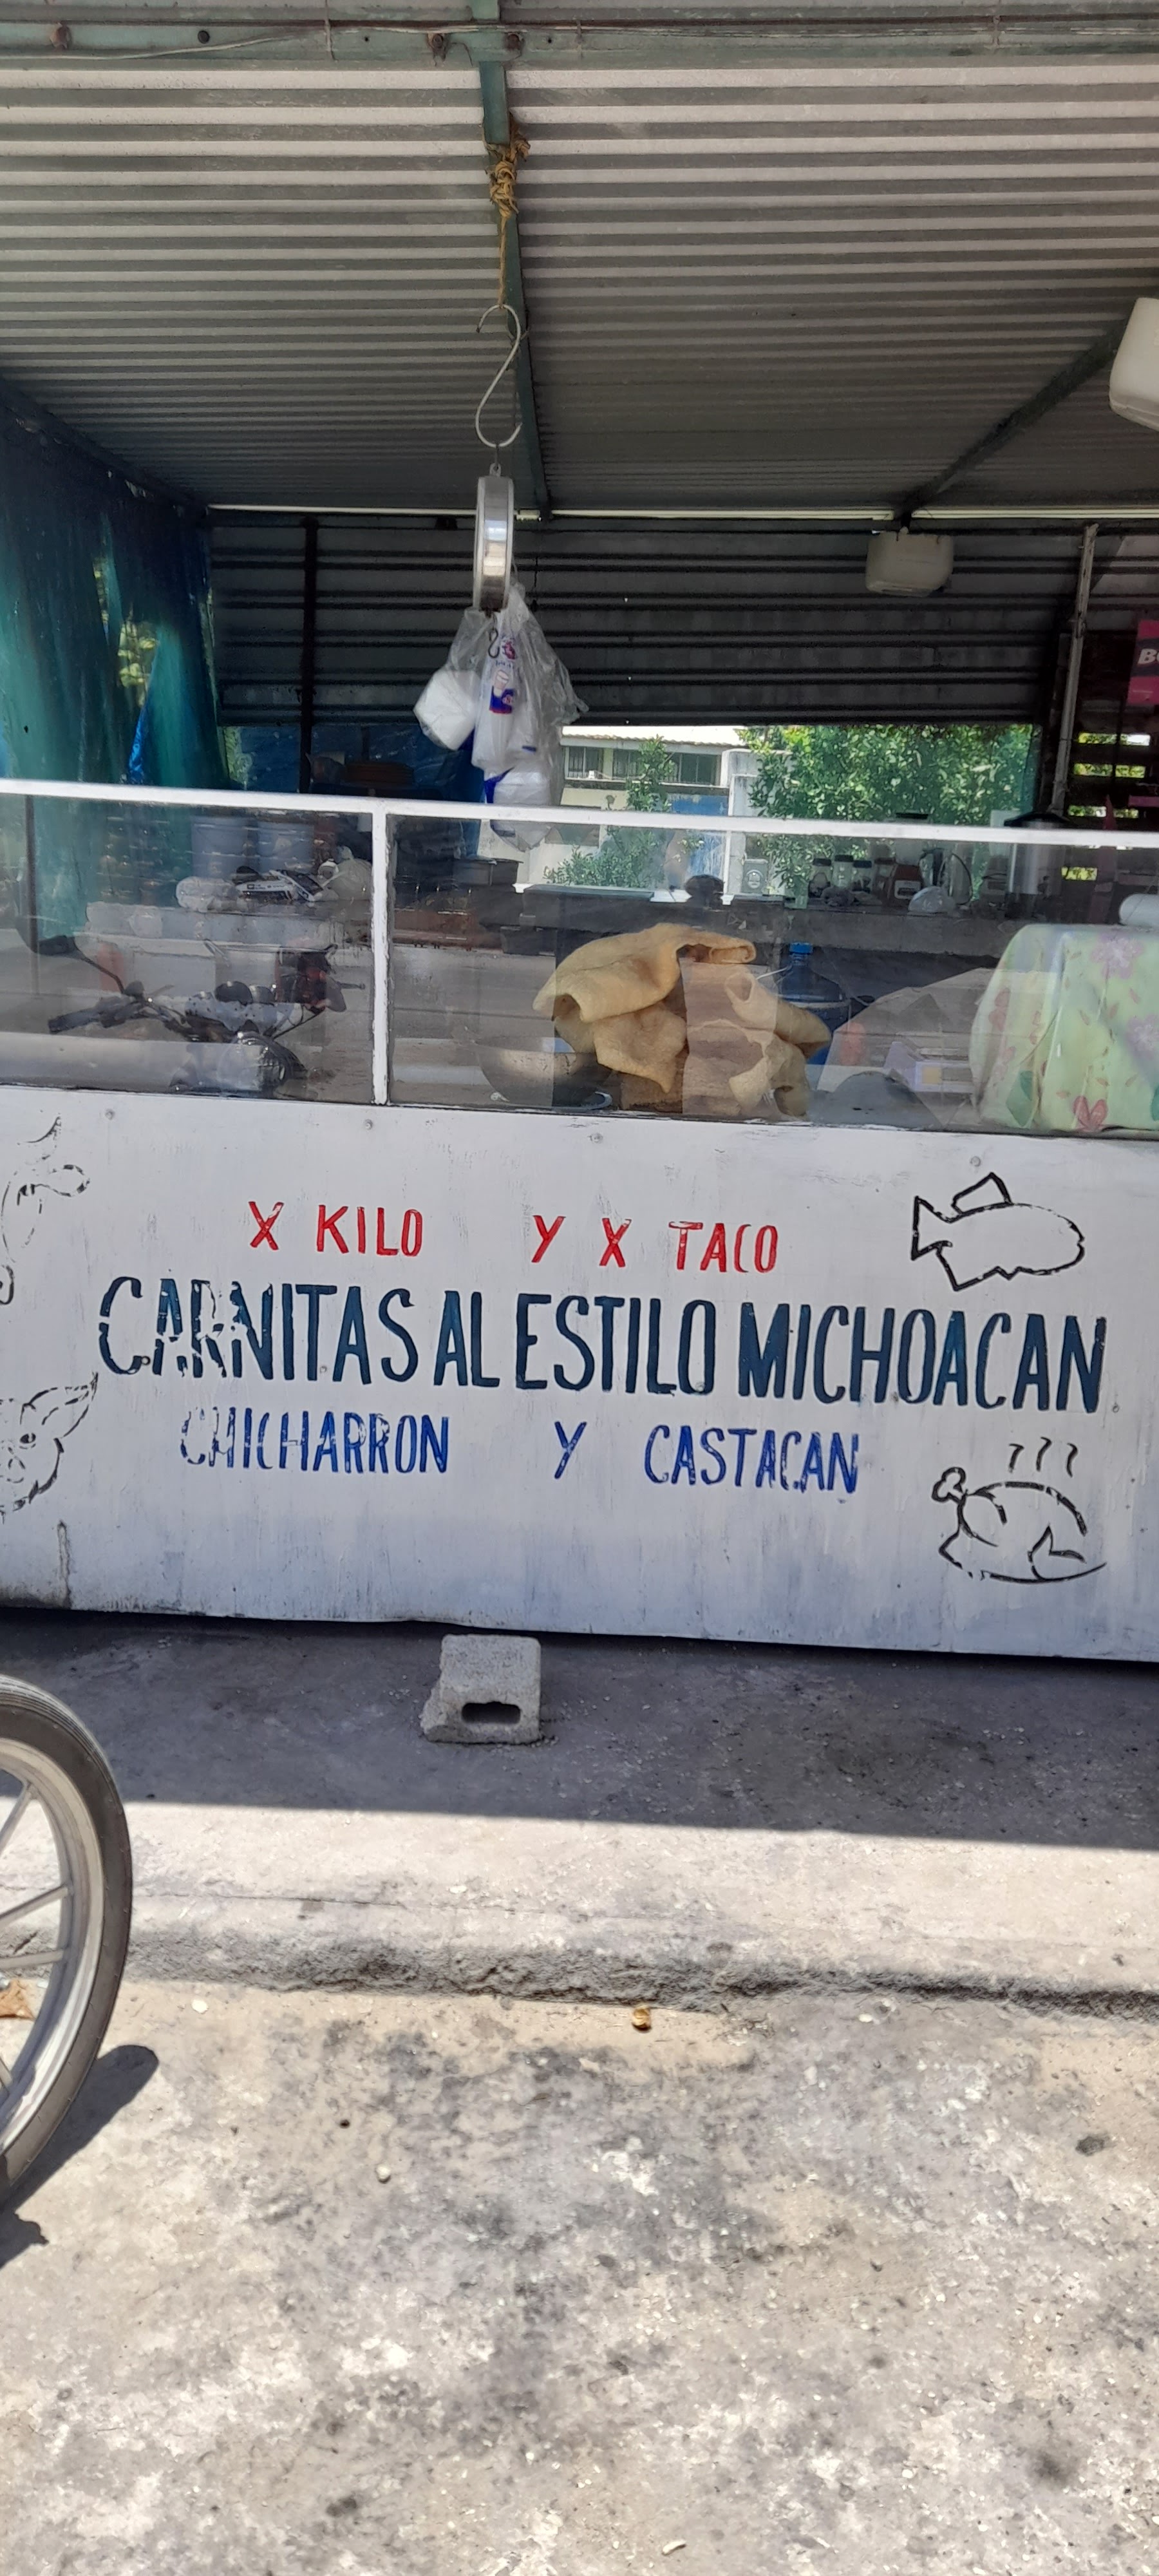 X KILO Y X TACO
CARNITAS AL ESTILO MICHOACAN
CHICHARRON Y CASTACAN